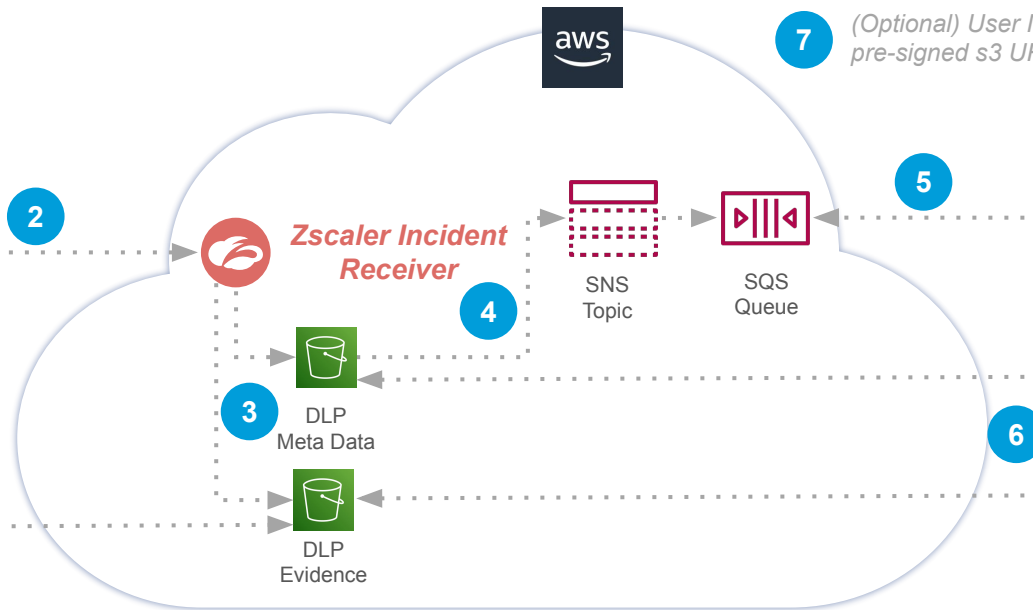 aws
7
(Optional) User
pre-signed s3
2
5
Zscaler Incident
Receiver
SNS
Topic
SQS
Queue
4
3
DLP
Meta Data
6
DLP
Evidence